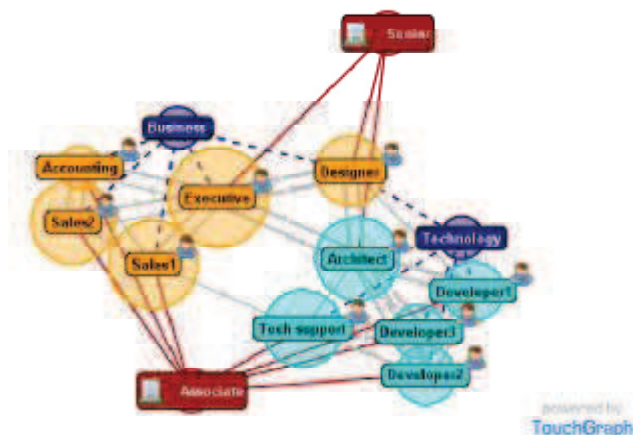 Senior
Business
Accounting
Designer
Executive
Sales2
Technology
Sales1
Architect
Developer1
Tech support
Developer3
Developer2
Associate
powered by
TouchGraph